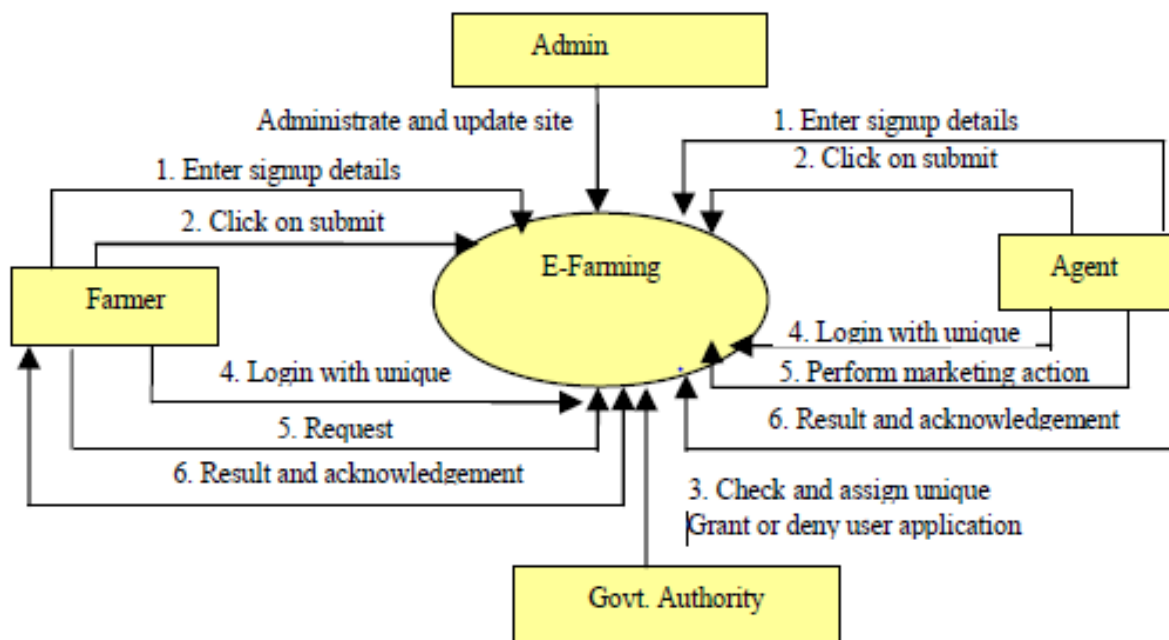 Admin
Administrate and update site
1. Enter signup details
2. Click on submit
1. Enter signup details
2. Click on submit
E-Farming
Farmer
Agent
4. Login with unique
5. Request
6. Result and acknowledgement
4. Login with unique
5. Perform marketing action
6. Result and acknowledgement
3. Check and assign unique
Grant or deny user application
Govt. Authority